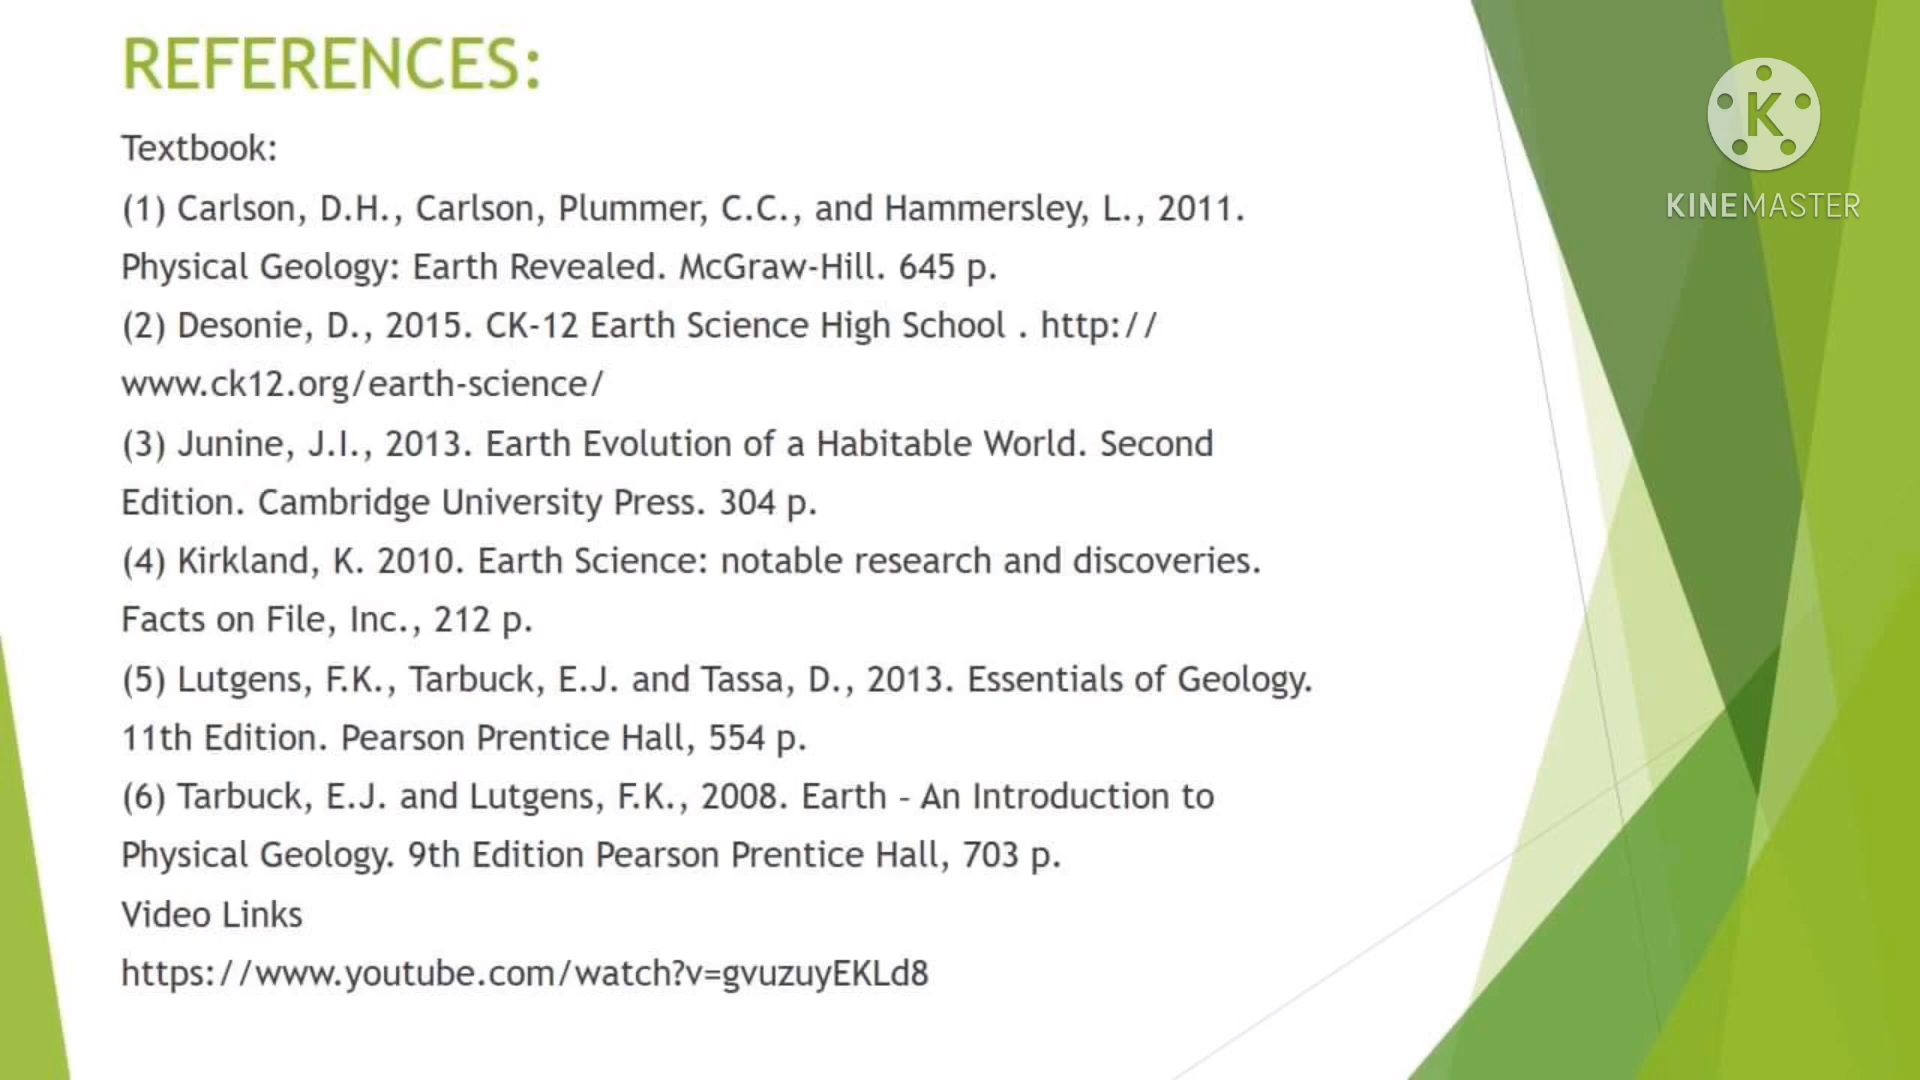 REFERENCES:
Textbook:
(1) Carlson, D.H., Carlson, Plummer, C.C., and Hammersley, L., 2011.
Physical Geology: Earth Revealed. McGraw-Hill. 645 p.
(2) Desonie, D., 2015. CK-12 Earth Science High School . http://
www.ck12.org/earth-science/
(3) Junine, J.I., 2013. Earth Evolution of a Habitable World. Second
Edition. Cambridge University Press. 304 p.
(4) Kirkland, K. 2010. Earth Science: notable research and discoveries.
Facts on File, Inc., 212 p.
(5) Lutgens, F.K., Tarbuck, E.J. and Tassa, D., 2013. Essentials of Geology.
11th Edition. Pearson Prentice Hall, 554 p.
(6) Tarbuck, E.J. and Lutgens, F.K., 2008. Earth - An Introduction to
Physical Geology. 9th Edition Pearson Prentice Hall, 703 p.
Video Links
https://www.youtube.com/watch?v=gvuzuyEKLd8
K
KINEMASTER